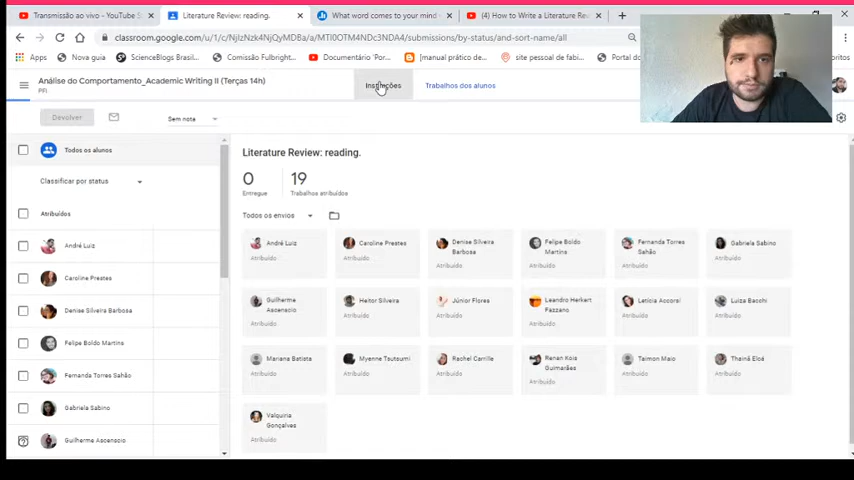 Transmissão ao vivo - YouTube S
Literature Review: reading.
What word comes to your mind
(4) How to Write a Literature Re
classroom.google.com/u/1/c/NjIzNzk4NjQyMDBa/a/MTI0OTM4NDc3NDA4/submissions/by-status/and-sort-name/all
Apps
Nova guia
ScienceBlogs Brasil...
Comissão Fulbright...
Documentário 'Por...
[manual prático de...
site pessoal de fabi...
Portal do
Análise do Comportamento_Academic Writing II (Terças 14h)
PFI
Instruções
Trabalhos dos alunos
Devolver
Sem nota
Todos os alunos
Classificar por status
Atribuídos
André Luiz
Caroline Prestes
Denise Silveira Barbosa
Felipe Boldo Martins
Fernanda Torres Sahão
Gabriela Sabino
Guilherme Ascencio
Literature Review: reading.
0
19
Entregue
Trabalhos atribuídos
Todos os envios
André Luiz
Atribuído
Caroline Prestes
Atribuído
Denise Silveira
Barbosa
Atribuído
Felipe Boldo
Martins
Atribuído
Fernanda Torres
Sahão
Atribuído
Gabriela Sabino
Atribuído
Guilherme
Ascencio
Atribuído
Heitor Silveira
Atribuído
Júnior Flores
Atribuído
Leandro Herkert
Fazzano
Atribuído
Letícia Accorsi
Atribuído
Luiza Bacchi
Atribuído
Mariana Batista
Atribuído
Myenne Tsutsumi
Atribuído
Rachel Carrille
Atribuído
Renan Kois
Guimarães
Atribuído
Taimon Maio
Atribuído
Thainá Eloá
Atribuído
Valquiria
Gonçalves
Atribuído